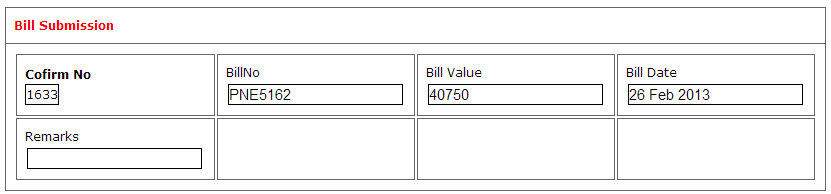 Bill Submission
Cofirm No
1633
BillNo
PNE5162
Bill Value
40750
Bill Date
26 Feb 2013
Remarks